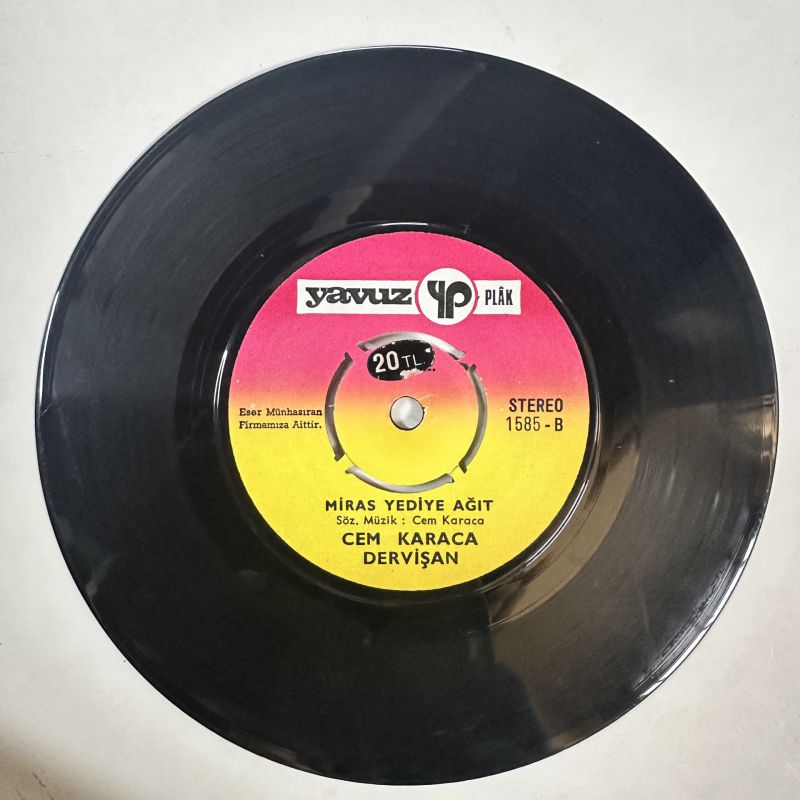 yavuz YP PLÂK
20 TL.
Eser Münhasıran
Firmamıza Aittir.
STEREO
1585-B
MİRAS YEDİYE AĞIT
Söz, Müzik : Cem Karaca
CEM KARACA
DERVİŞAN